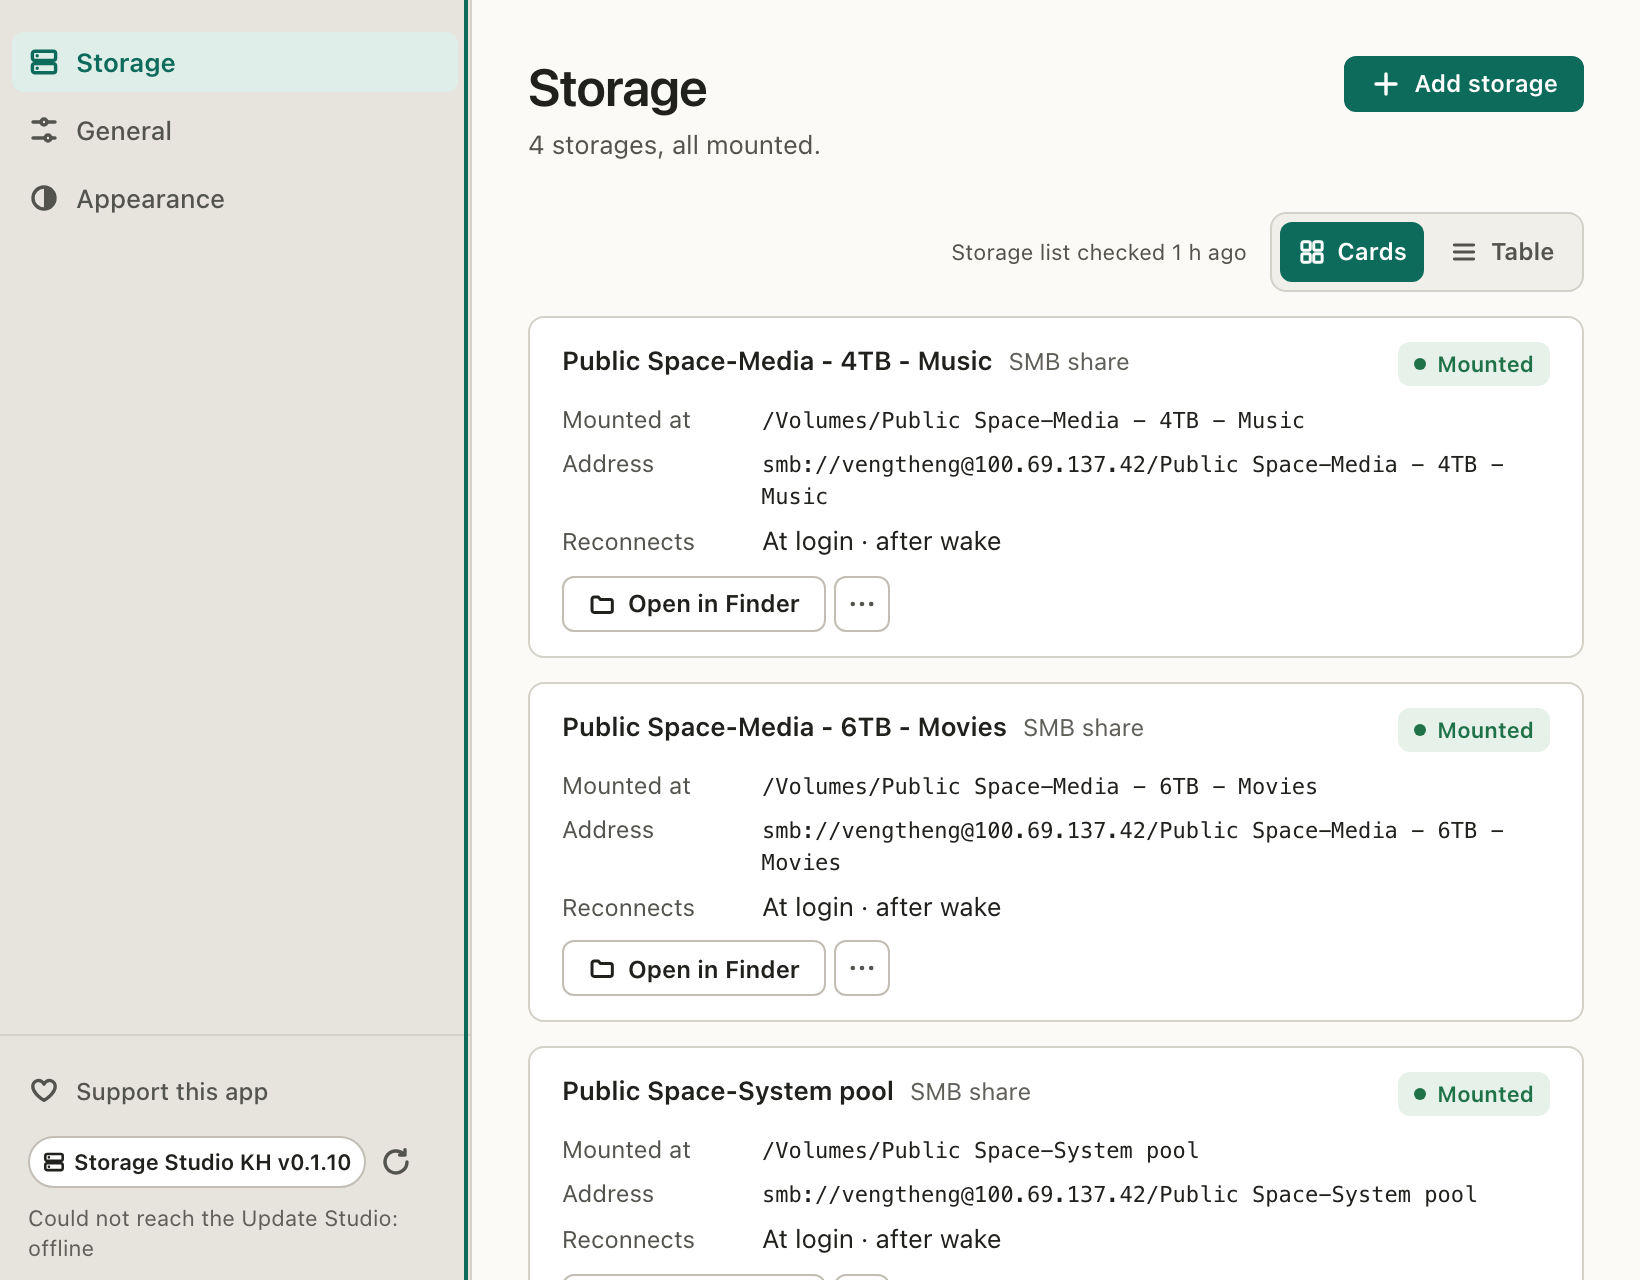 Storage
General
Appearance
Support this app
Storage Studio KH v0.1.10
Could not reach the Update Studio:
offline
Storage
4 storages, all mounted.
Add storage
Storage list checked 1 h ago
Cards
Table
Public Space-Media - 4TB - Music SMB share
Mounted
Mounted at /Volumes/Public Space-Media - 4TB - Music
Address smb://vengtheng@100.69.137.42/Public Space-Media - 4TB -
Music
Reconnects At login · after wake
Open in Finder
Public Space-Media - 6TB - Movies SMB share
Mounted
Mounted at /Volumes/Public Space-Media - 6TB - Movies
Address smb://vengtheng@100.69.137.42/Public Space-Media - 6TB -
Movies
Reconnects At login · after wake
Open in Finder
Public Space-System pool SMB share
Mounted
Mounted at /Volumes/Public Space-System pool
Address smb://vengtheng@100.69.137.42/Public Space-System pool
Reconnects At login · after wake